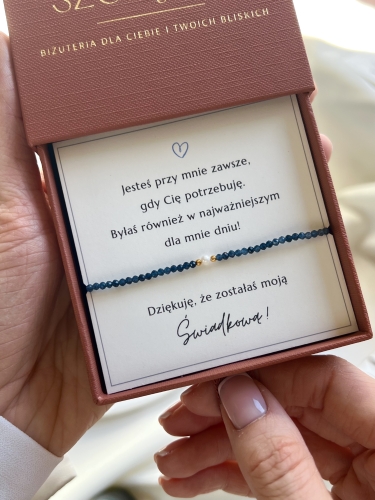 BIŻUTERIA DLA CIEBIE I TWOICH BLISKICH
Jesteś przy mnie zawsze,
gdy Cię potrzebuję.
Byłaś również w najważniejszym
dla mnie dniu!
Dziękuję, że zostałaś moją
Świadkową!